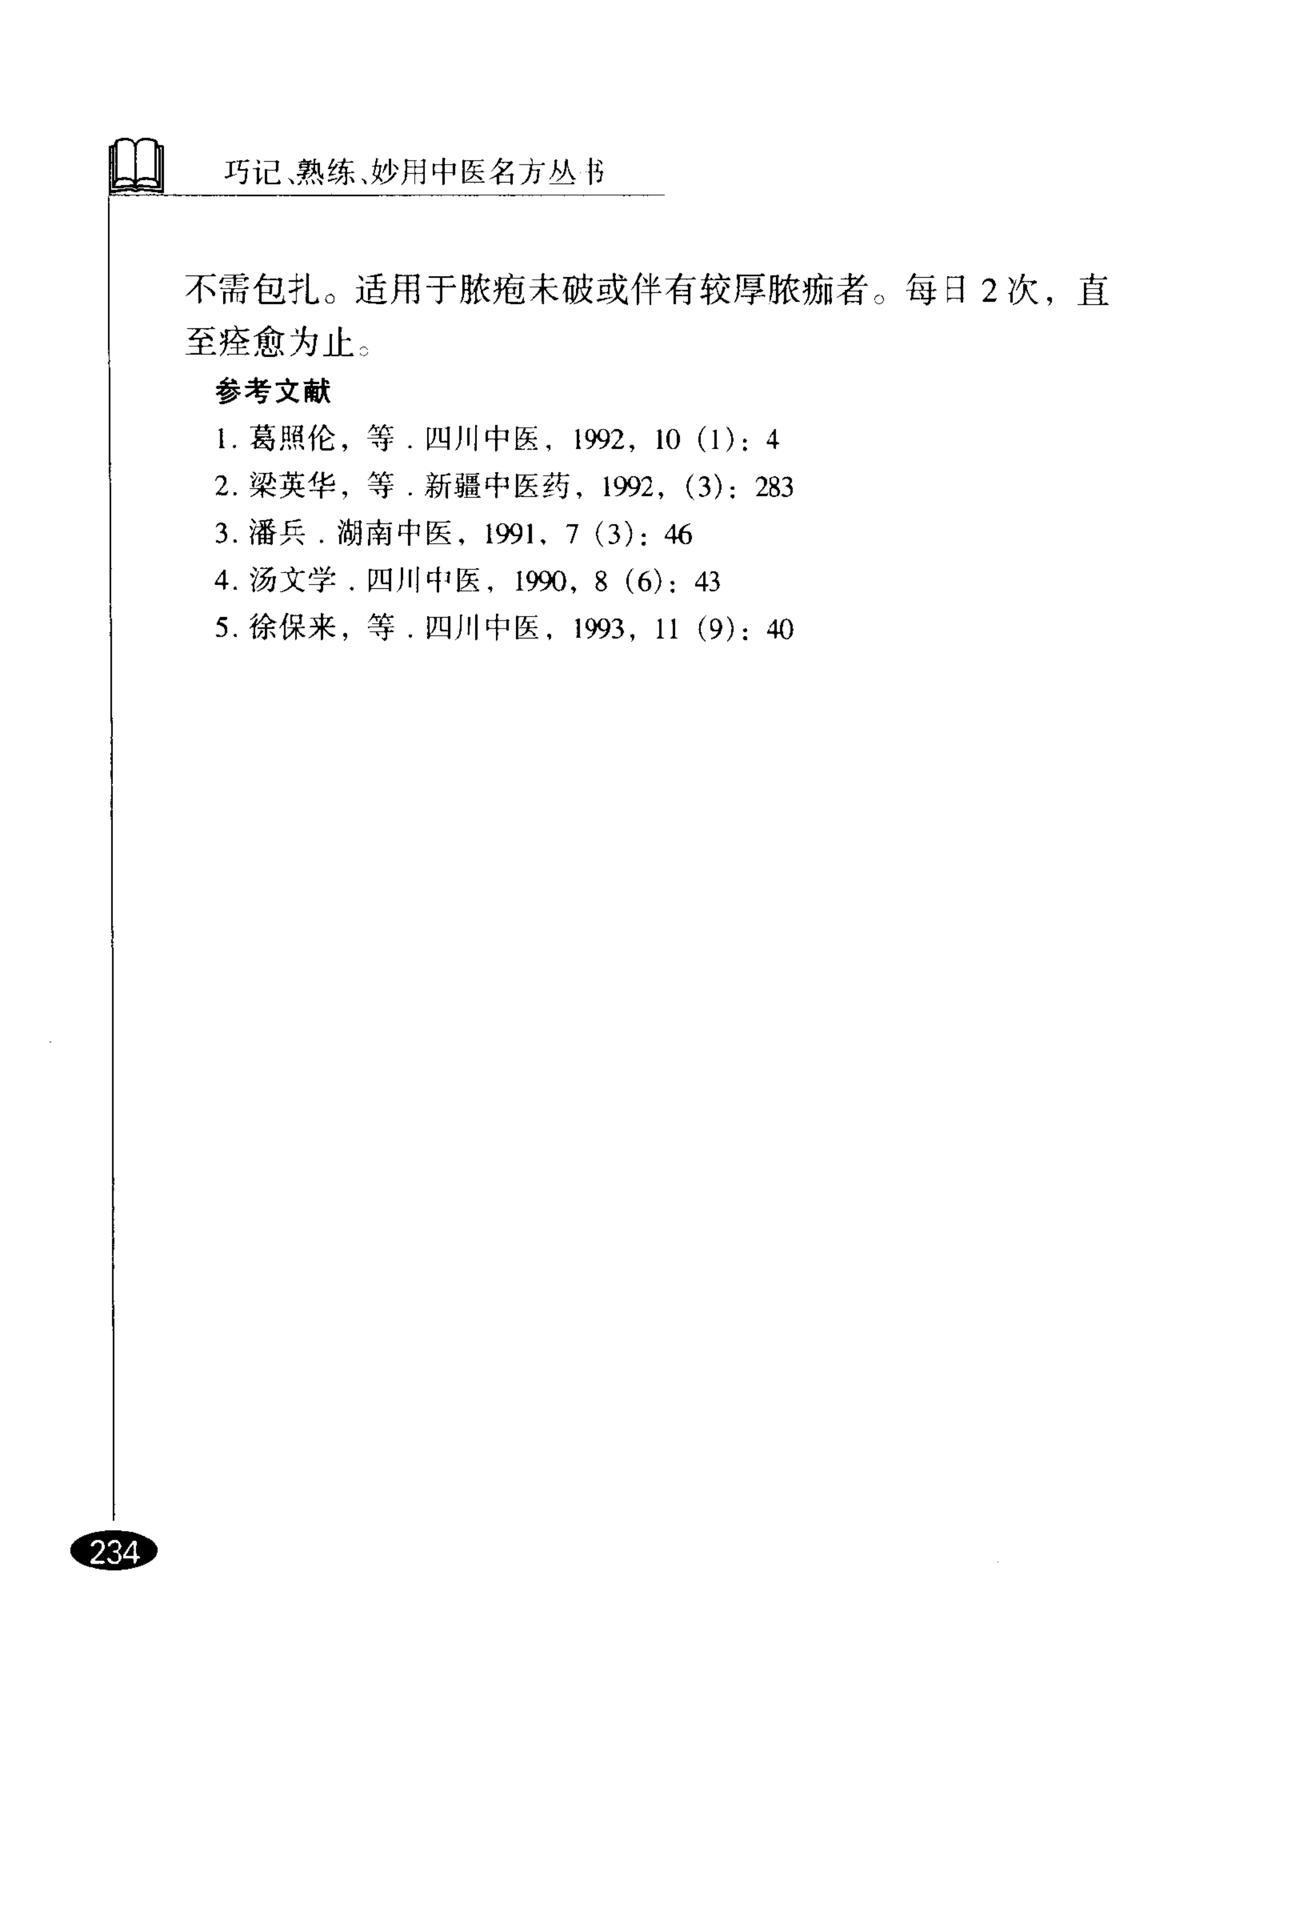 巧记、熟练、妙用中医名方丛书
不需包扎。适用于脓疱未破或伴有较厚脓痂者。每日2次，直
至痊愈为止。
参考文献
1. 葛照伦，等．四川中医，1992，10（1）：4
2. 梁英华，等．新疆中医药，1992，（3）：283
3. 潘兵．湖南中医，1991，7（3）：46
4. 汤文学．四川中医，1990，8（6）：43
5. 徐保来，等．四川中医，1993，11（9）：40
234